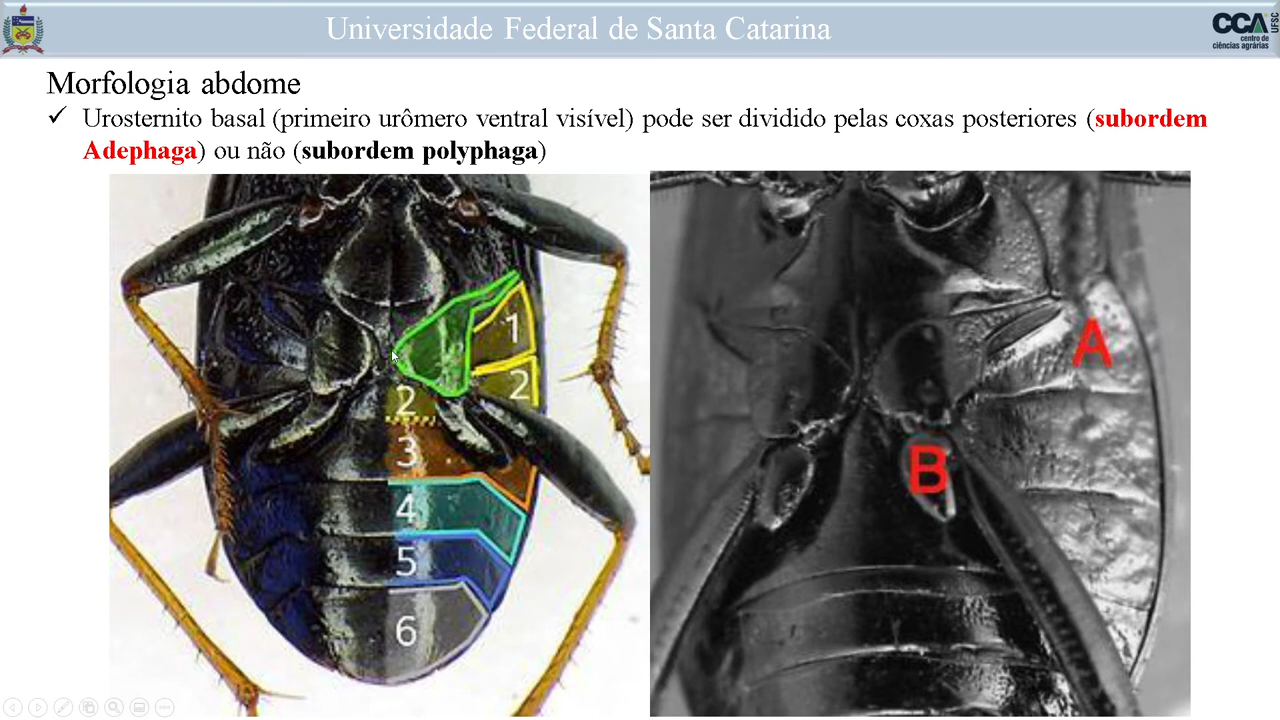 Universidade Federal de Santa Catarina
CCA UFSC
centro de
ciências agrárias
Morfologia abdome
✓ Urosternito basal (primeiro urômero ventral visível) pode ser dividido pelas coxas posteriores (subordem
Adephaga) ou não (subordem polyphaga)
1
2
2
3
4
5
6
A
B